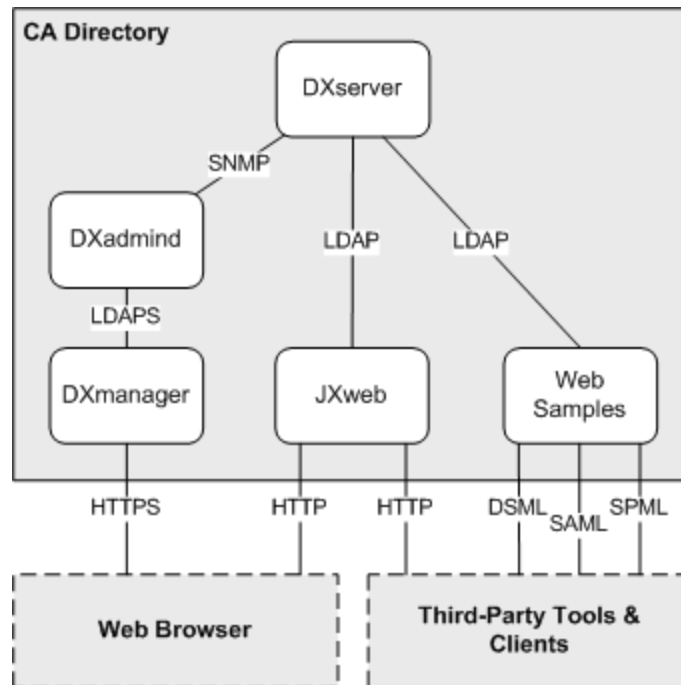 CA Directory
DXserver
SNMP
DXadmind
LDAP
LDAP
LDAPS
DXmanager
JXweb
Web
Samples
HTTPS
HTTP
HTTP
DSML
SAML
SPML
Web Browser
Third-Party Tools &
Clients